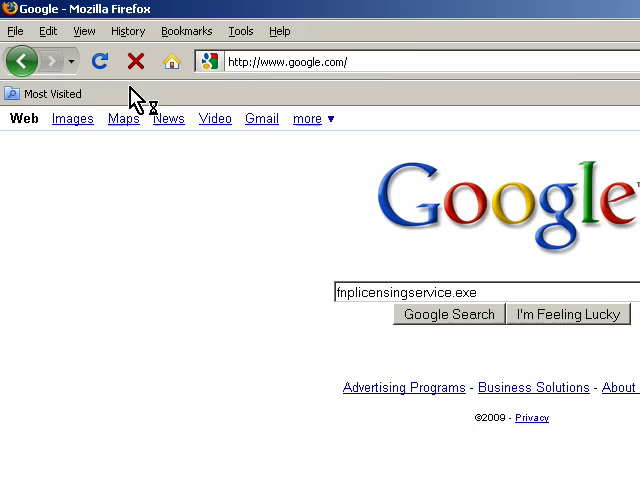 Google - Mozilla Firefox
File Edit View History Bookmarks Tools Help
http://www.google.com/
Most Visited
Web Images Maps News Video Gmail more ▼
Google
fnplicensingservice.exe
Google Search I'm Feeling Lucky
Advertising Programs - Business Solutions - About
©2009 - Privacy